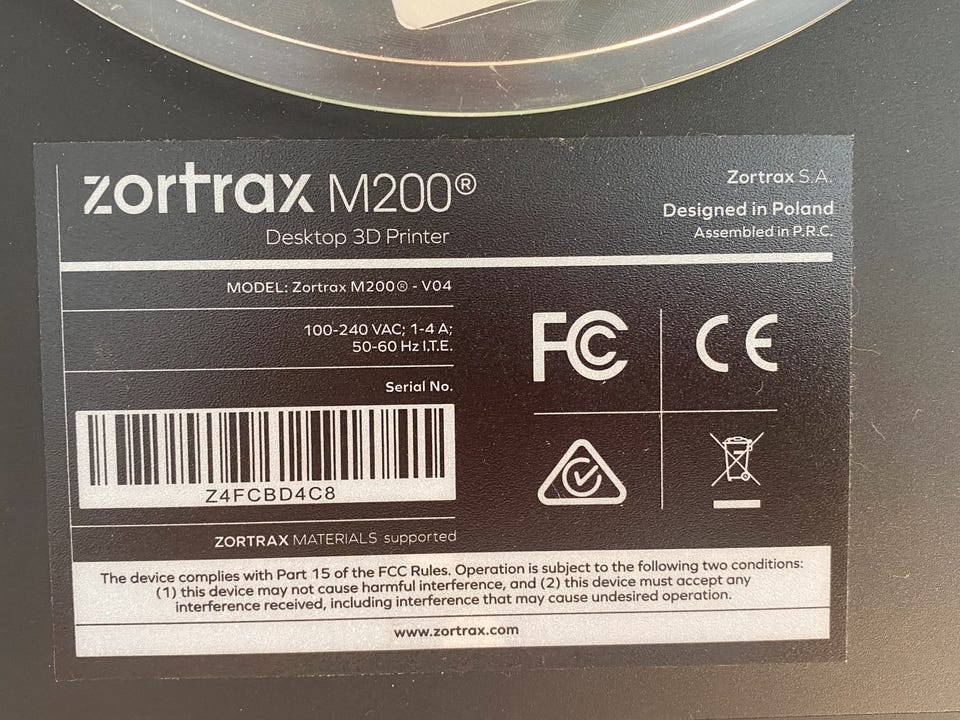 zortrax M200®
Desktop 3D Printer
Zortrax S.A.
Designed in Poland
Assembled in P.R.C.
MODEL: Zortrax M200® - V04
100-240 VAC; 1-4 A;
50-60 Hz I.T.E.
Serial No.
Z4FCBD4C8
ZORTRAX MATERIALS supported
FC
CE
The device complies with Part 15 of the FCC Rules. Operation is subject to the following two conditions:
(1) this device may not cause harmful interference, and (2) this device must accept any
interference received, including interference that may cause undesired operation.
www.zortrax.com